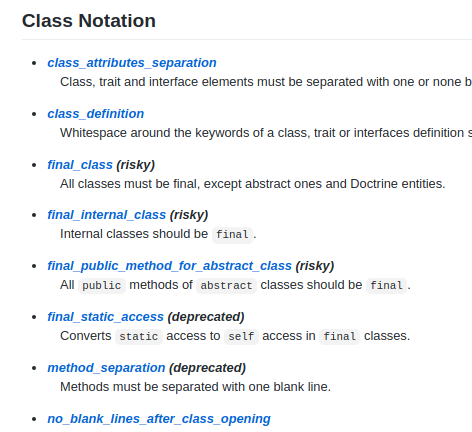 Class Notation
class_attributes_separation
Class, trait and interface elements must be separated with one or none b
class_definition
Whitespace around the keywords of a class, trait or interfaces definition s
final_class (risky)
All classes must be final, except abstract ones and Doctrine entities.
final_internal_class (risky)
Internal classes should be final.
final_public_method_for_abstract_class (risky)
All public methods of abstract classes should be final.
final_static_access (deprecated)
Converts static access to self access in final classes.
method_separation (deprecated)
Methods must be separated with one blank line.
no_blank_lines_after_class_opening